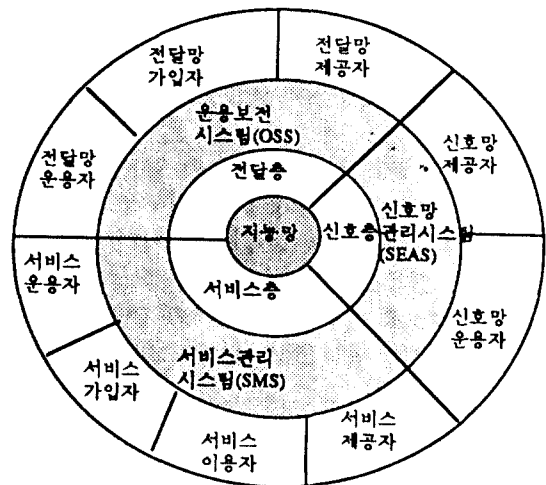 전달망
가입자
전달망
제공자
운용보전
시스템(OSS)
전달망
운용자
신호망
제공자
전달층
지능망
신호층
신호망
관리시스템
(SEAS)
서비스
운용자
서비스층
신호망
운용자
서비스관리
시스템(SMS)
서비스
가입자
서비스
이용자
서비스
제공자